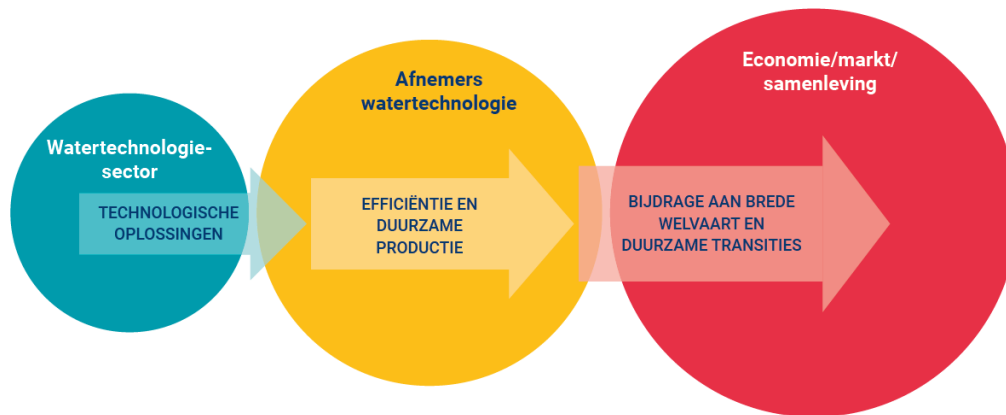 Watertechnologie-
sector
TECHNOLOGISCHE
OPLOSSINGEN
Afnemers
watertechnologie
EFFICIËNTIE EN
DUURZAME
PRODUCTIE
Economie/markt/
samenleving
BIJDRAGE AAN BREDE
WELVAART EN
DUURZAME TRANSITIES